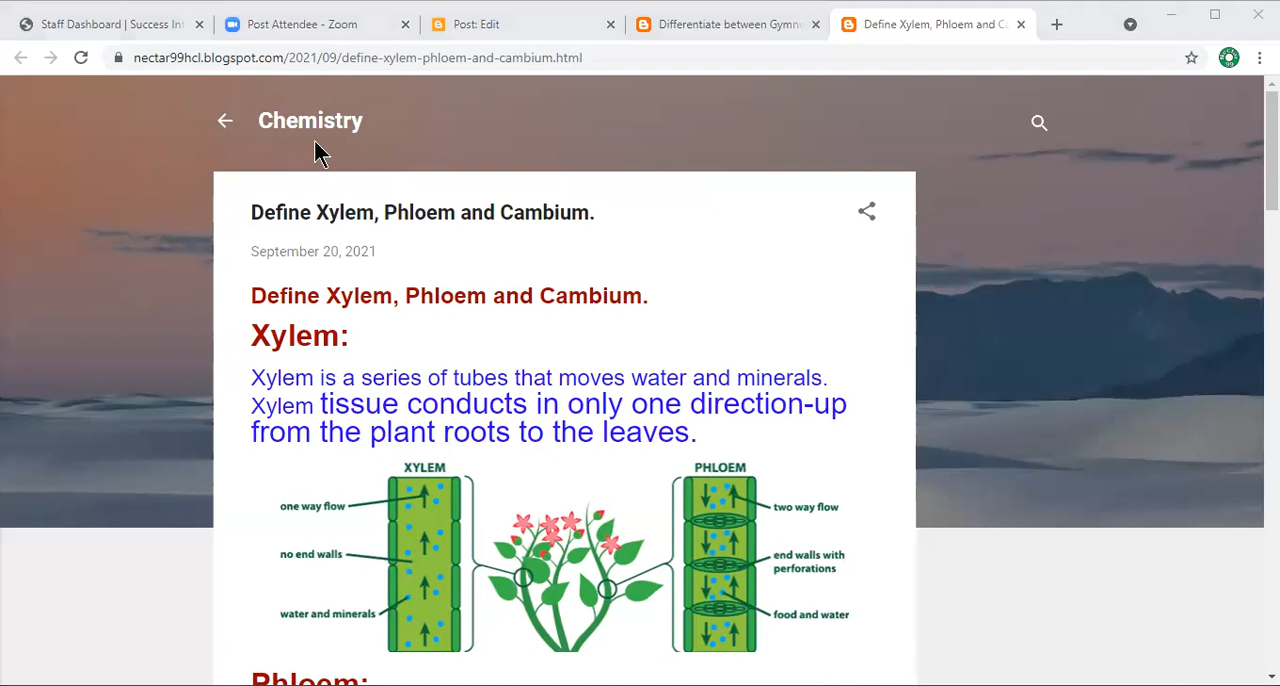 Staff Dashboard | Success Int
Post Attendee - Zoom
Post: Edit
Differentiate between Gymno
Define Xylem, Phloem and Ca
nectar99hcl.blogspot.com/2021/09/define-xylem-phloem-and-cambium.html
Chemistry
Define Xylem, Phloem and Cambium.
September 20, 2021
Define Xylem, Phloem and Cambium.
Xylem:
Xylem is a series of tubes that moves water and minerals.
Xylem tissue conducts in only one direction-up
from the plant roots to the leaves.
XYLEM
one way flow
no end walls
water and minerals
PHLOEM
two way flow
end walls with
perforations
food and water
Phloem: